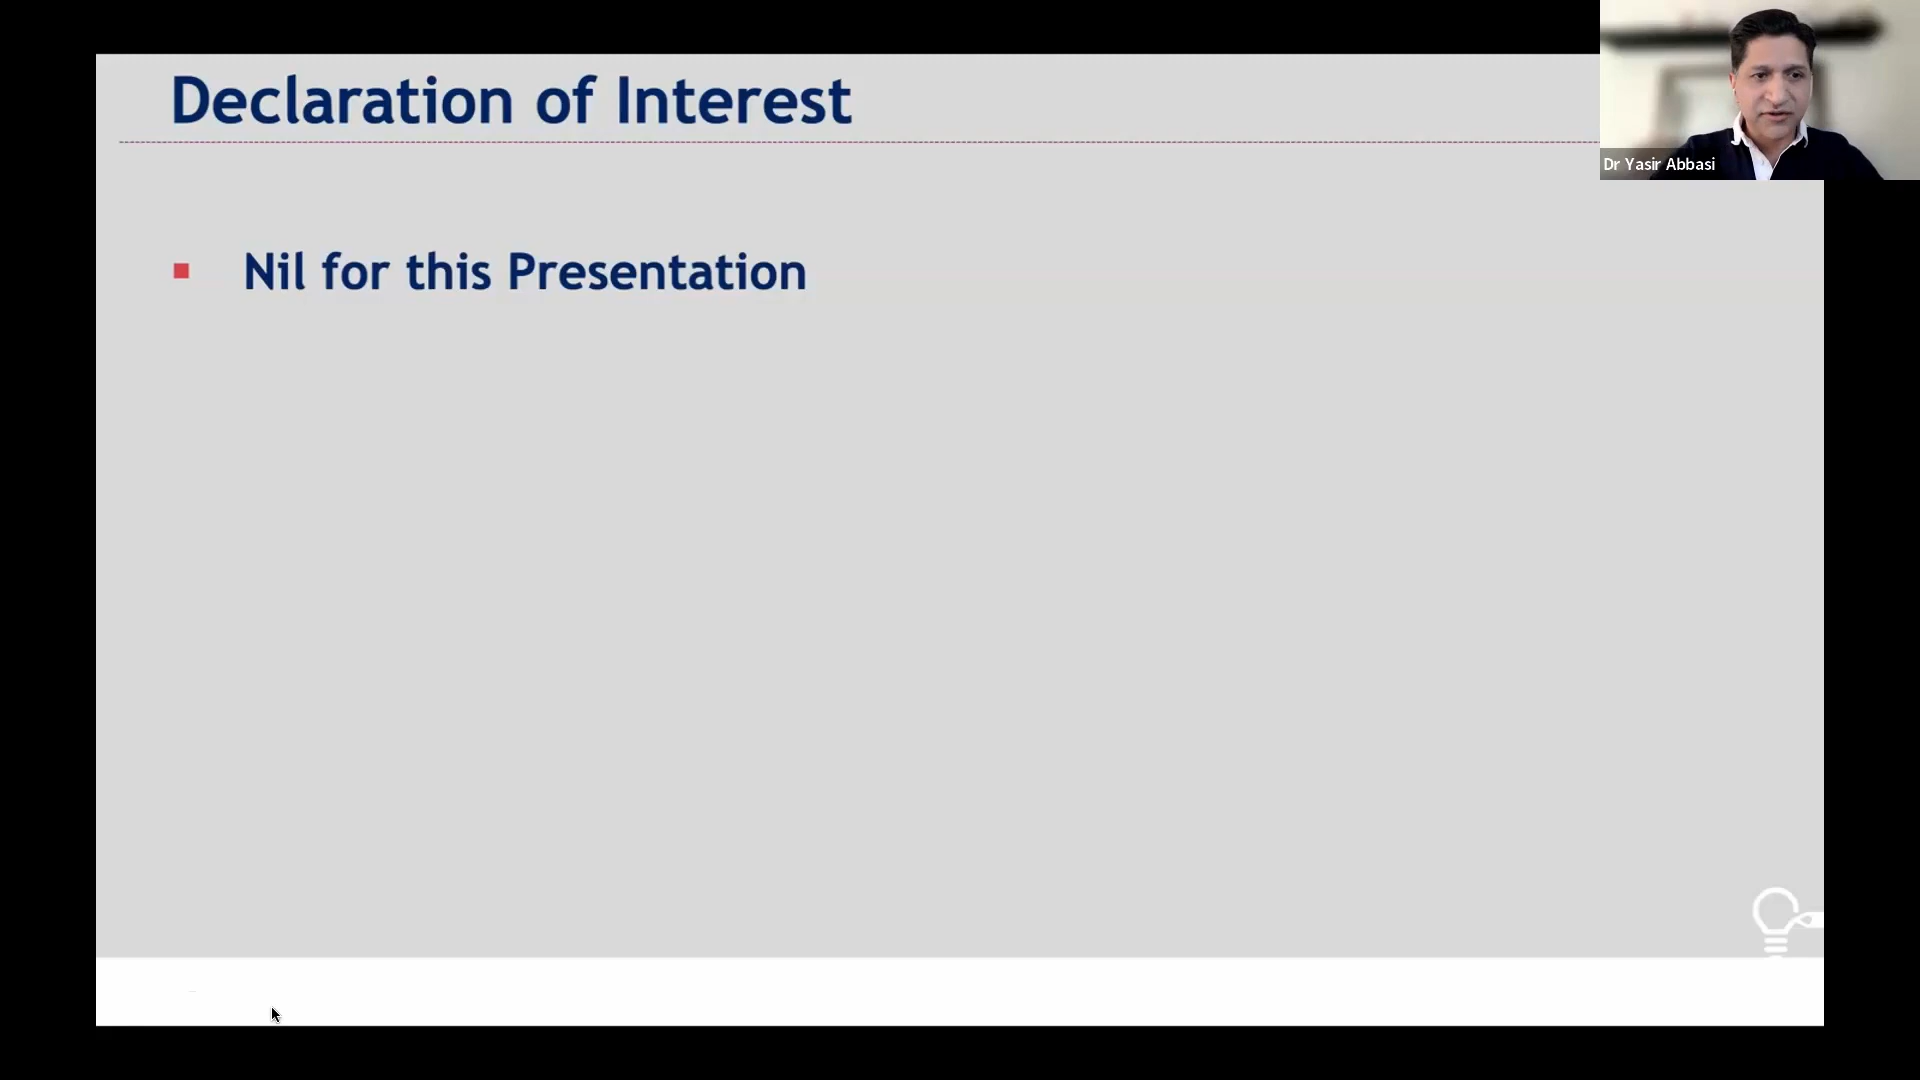 Declaration of Interest
Dr Yasir Abbasi
Nil for this Presentation